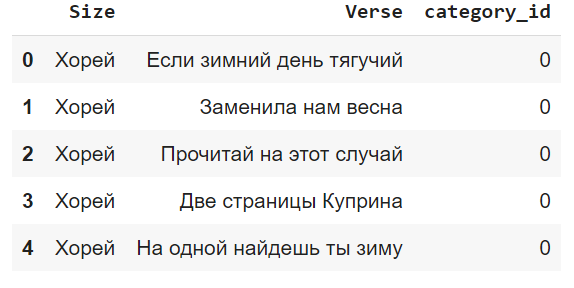 Size Verse category_id
0 Хорей Если зимний день тягучий 0
1 Хорей Заменила нам весна 0
2 Хорей Прочитай на этот случай 0
3 Хорей Две страницы Куприна 0
4 Хорей На одной найдешь ты зиму 0